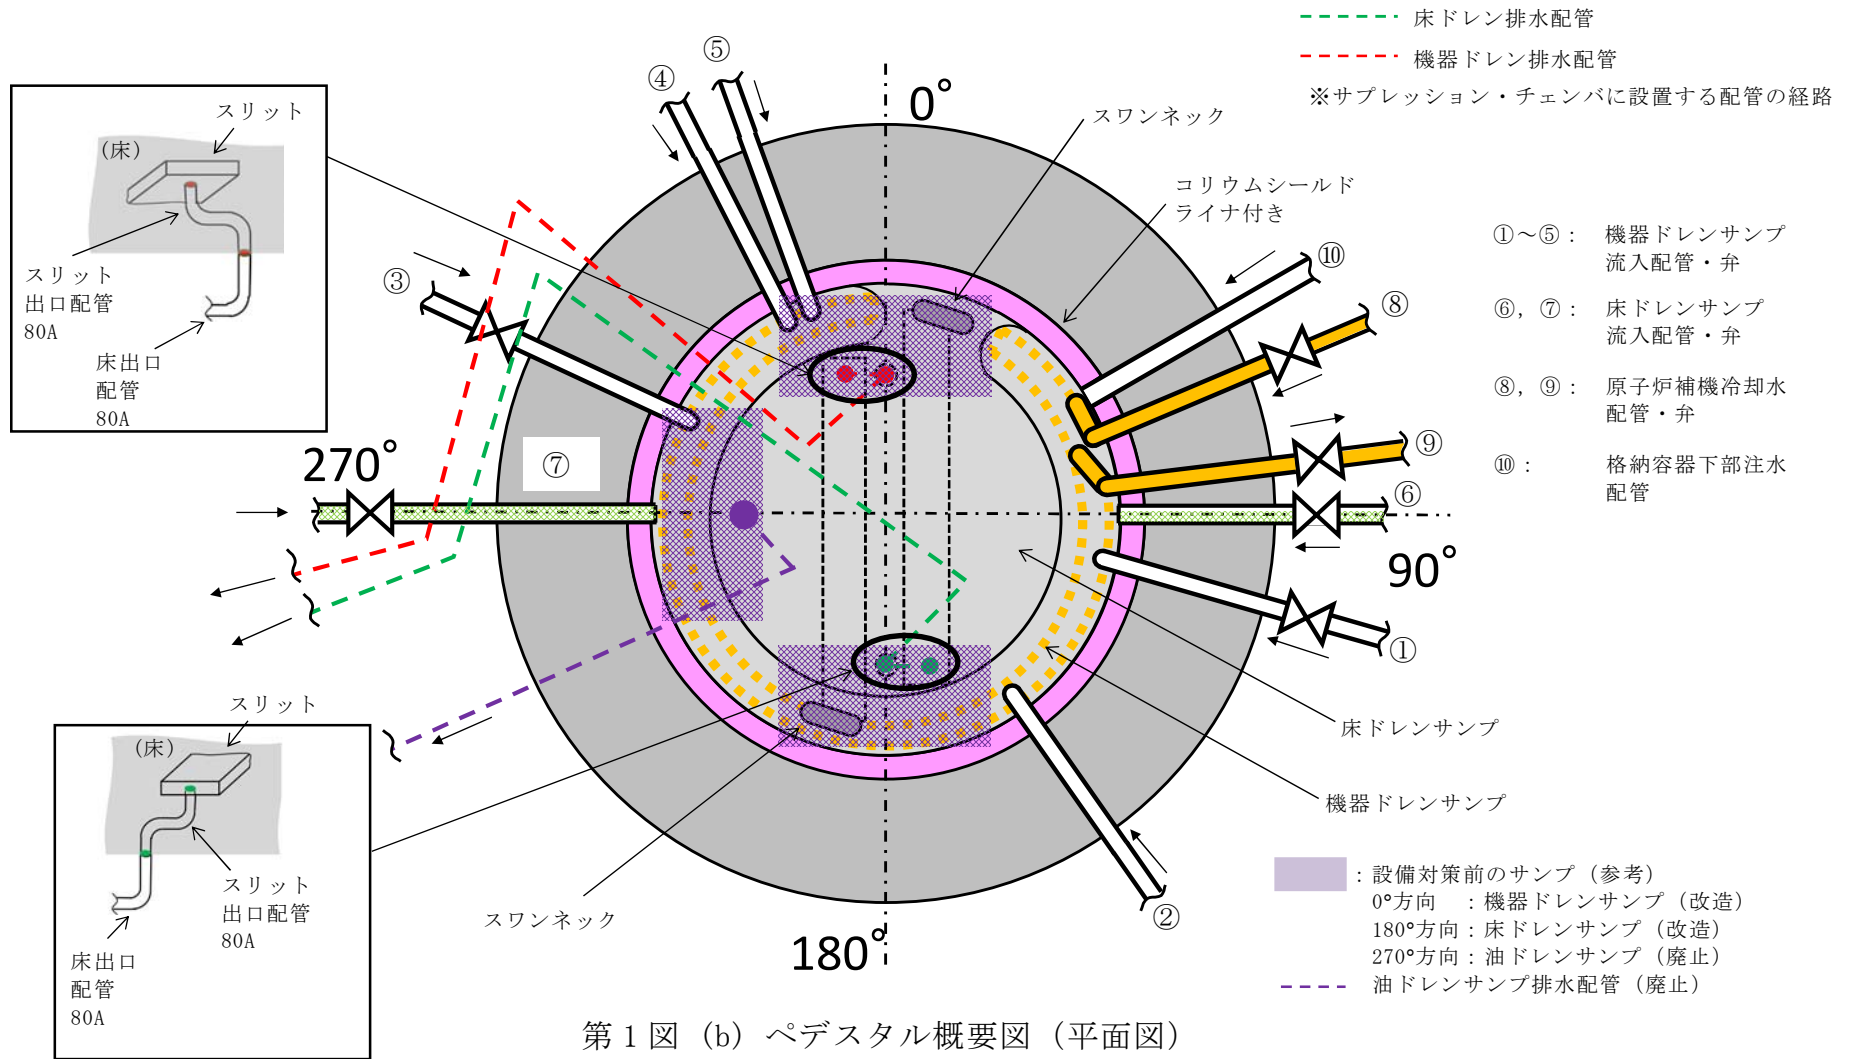 床ドレン排水配管
機器ドレン排水配管
※サプレッション・チェンバに設置する配管の経路
⑤
④
0°
スワンネック
コリウムシールド
ライナ付き
⑩
⑧
③
⑨
⑥
⑦
270°
90°
①
②
180°
スリット
(床)
スリット
出口配管
80A
床出口
配管
80A
①～⑤： 機器ドレンサンプ
流入配管・弁
⑥，⑦： 床ドレンサンプ
流入配管・弁
⑧，⑨： 原子炉補機冷却水
配管・弁
⑩： 格納容器下部注水
配管
床ドレンサンプ
機器ドレンサンプ
スワンネック
スリット
(床)
スリット
出口配管
80A
床出口
配管
80A
：設備対策前のサンプ（参考）
0°方向 ：機器ドレンサンプ（改造）
180°方向：床ドレンサンプ（改造）
270°方向：油ドレンサンプ（廃止）
油ドレンサンプ排水配管（廃止）
第1図 (b) ペデスタル概要図（平面図）